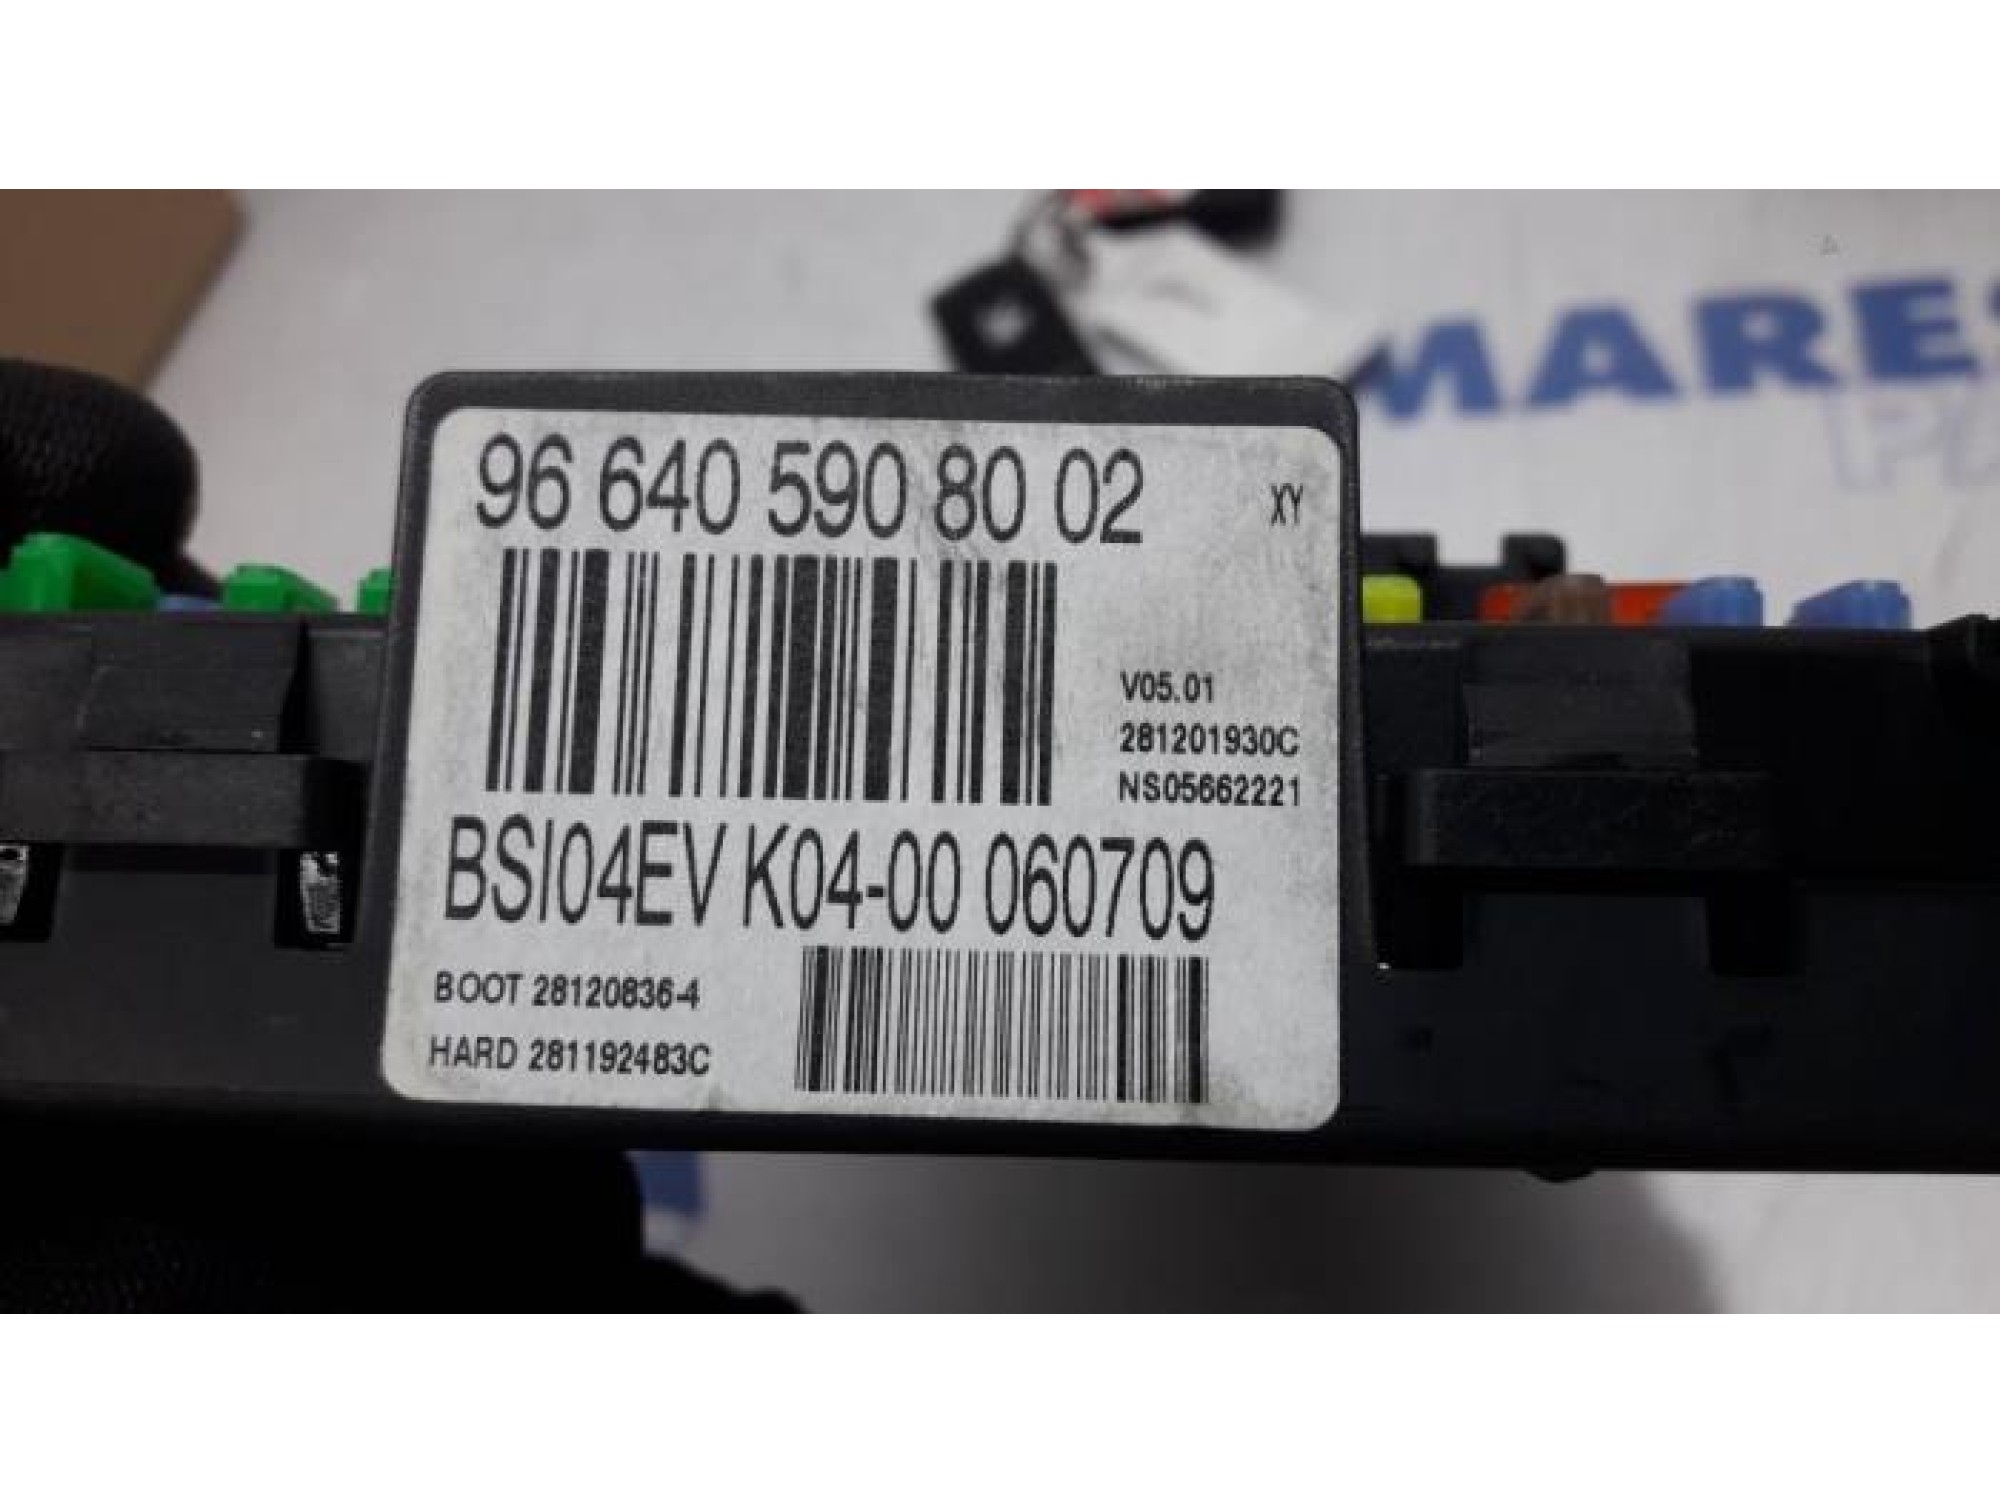 MARES
96 640 590 80 02 XY
V05.01
281201930C
NS05662221
BSI04EV K04-00 060709
BOOT 28120836-4
HARD 281192483C